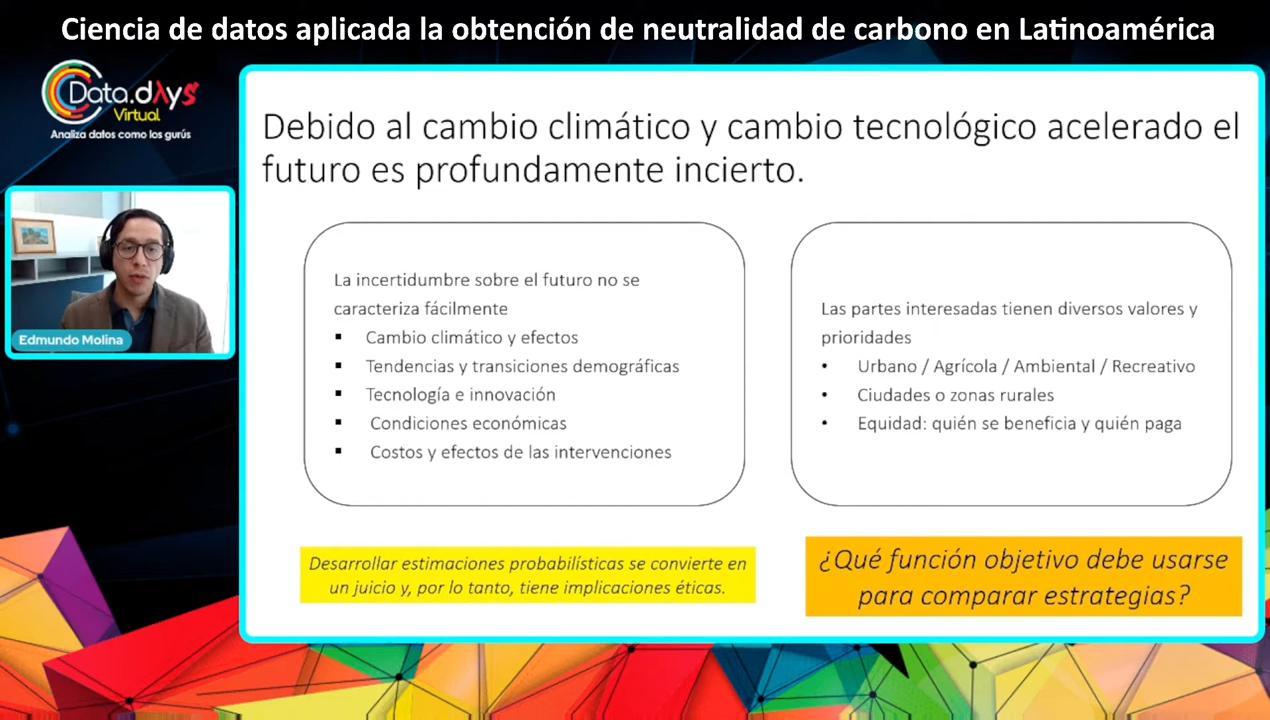 Ciencia de datos aplicada la obtención de neutralidad de carbono en Latinoamérica
Data.dλys
Virtual
Analiza datos como los gurús
Edmundo Molina
Debido al cambio climático y cambio tecnológico acelerado el
futuro es profundamente incierto.
La incertidumbre sobre el futuro no se
caracteriza fácilmente
▪ Cambio climático y efectos
▪ Tendencias y transiciones demográficas
▪ Tecnología e innovación
▪ Condiciones económicas
▪ Costos y efectos de las intervenciones
Desarrollar estimaciones probabilísticas se convierte en
un juicio y, por lo tanto, tiene implicaciones éticas.
Las partes interesadas tienen diversos valores y
prioridades
• Urbano / Agrícola / Ambiental / Recreativo
• Ciudades o zonas rurales
• Equidad: quién se beneficia y quién paga
¿Qué función objetivo debe usarse
para comparar estrategias?